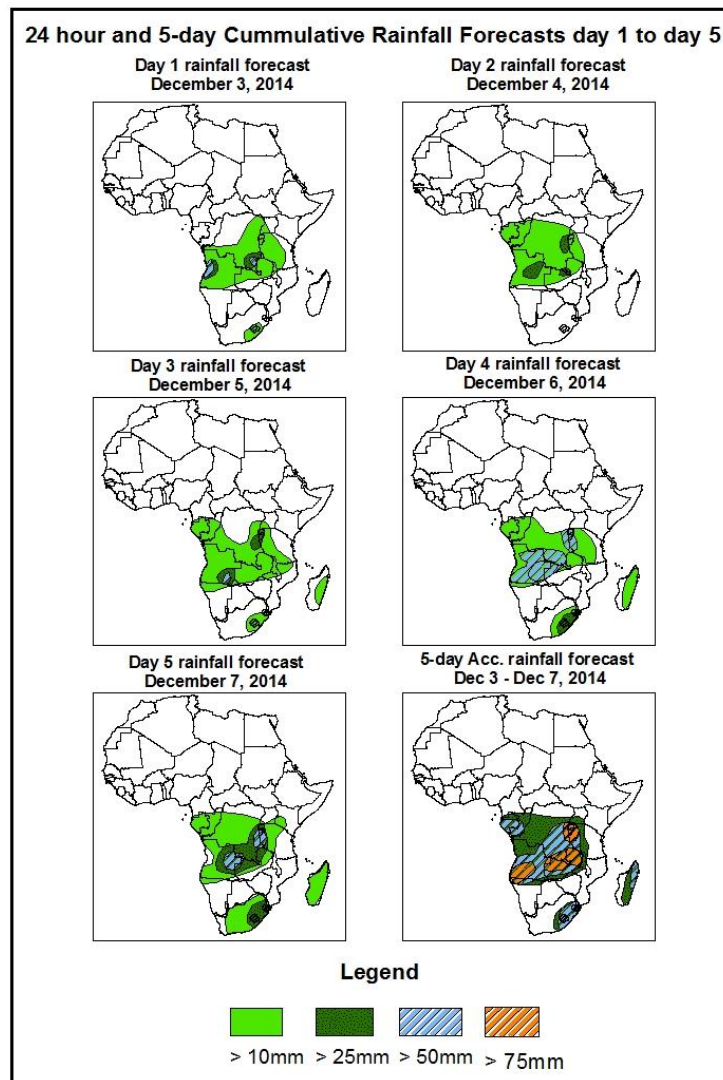 24 hour and 5-day Cummulative Rainfall Forecasts day 1 to day 5
Day 1 rainfall forecast
December 3, 2014
Day 2 rainfall forecast
December 4, 2014
Day 3 rainfall forecast
December 5, 2014
Day 4 rainfall forecast
December 6, 2014
Day 5 rainfall forecast
December 7, 2014
5-day Acc. rainfall forecast
Dec 3 - Dec 7, 2014
Legend
> 10mm > 25mm > 50mm > 75mm